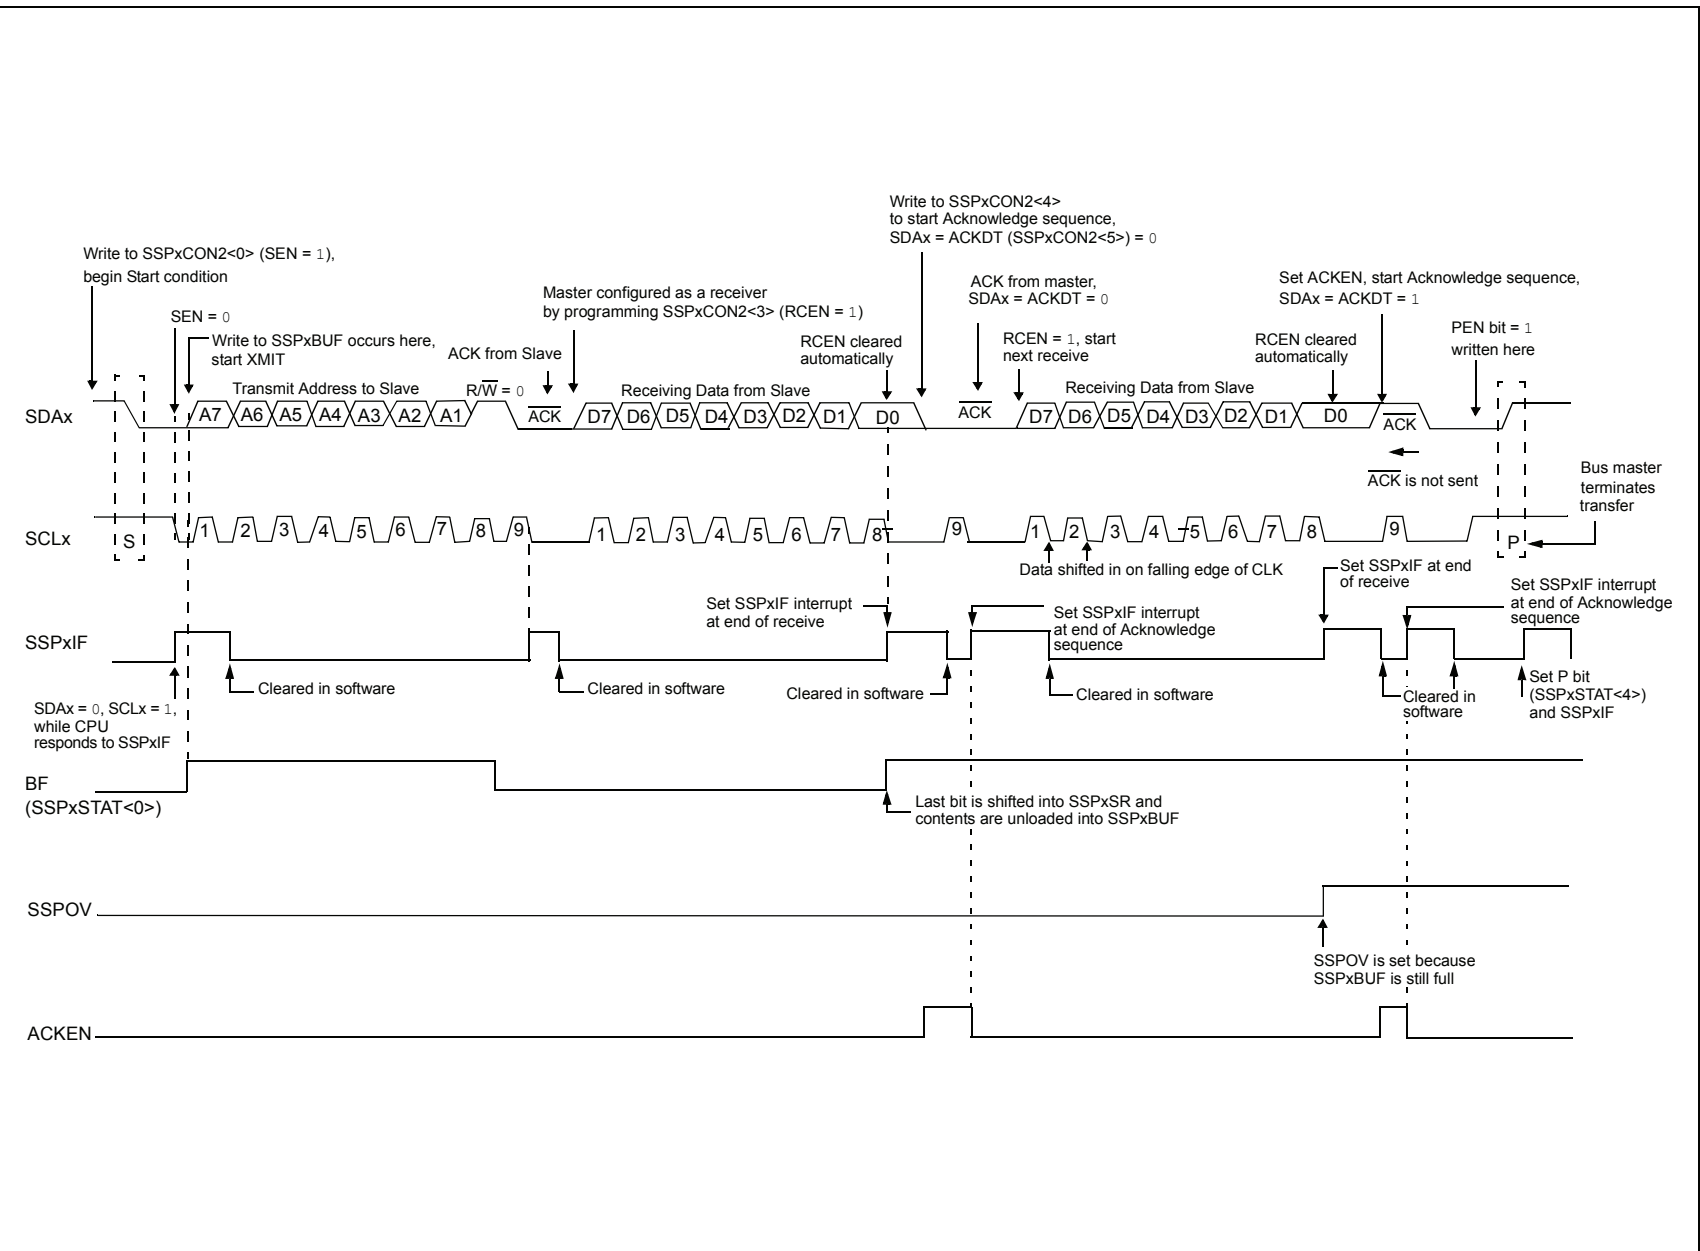 Write to SSPxCON2<4>
to start Acknowledge sequence,
SDAx = ACKDT (SSPxCON2<5>) = 0
Write to SSPxCON2<0> (SEN = 1),
begin Start condition
SEN = 0
Write to SSPxBUF occurs here,
start XMIT
Master configured as a receiver
by programming SSPxCON2<3> (RCEN = 1)
ACK from Slave
RCEN cleared
automatically
ACK from master,
SDAx = ACKDT = 0
RCEN = 1, start
next receive
Set ACKEN, start Acknowledge sequence,
SDAx = ACKDT = 1
RCEN cleared
automatically
PEN bit = 1
written here
Transmit Address to Slave
R/W = 0
Receiving Data from Slave
Receiving Data from Slave
SDAx
A7 A6 A5 A4 A3 A2 A1 ACK D7 D6 D5 D4 D3 D2 D1 D0 ACK D7 D6 D5 D4 D3 D2 D1 D0 ACK
ACK is not sent
Bus master
terminates
transfer
SCLx
S 1 2 3 4 5 6 7 8 9 1 2 3 4 5 6 7 8 9 1 2 3 4 5 6 7 8 9 P
Data shifted in on falling edge of CLK
Set SSPxIF interrupt
at end of receive
Set SSPxIF interrupt
at end of Acknowledge
sequence
Set SSPxIF at end
of receive
Set SSPxIF interrupt
at end of Acknowledge
sequence
SSPxIF
Cleared in software
Cleared in software
Cleared in software
Cleared in software
Cleared in
software
Set P bit
(SSPxSTAT<4>)
and SSPxIF
SDAx = 0, SCLx = 1,
while CPU
responds to SSPxIF
BF
(SSPxSTAT<0>)
Last bit is shifted into SSPxSR and
contents are unloaded into SSPxBUF
SSPOV
SSPOV is set because
SSPxBUF is still full
ACKEN